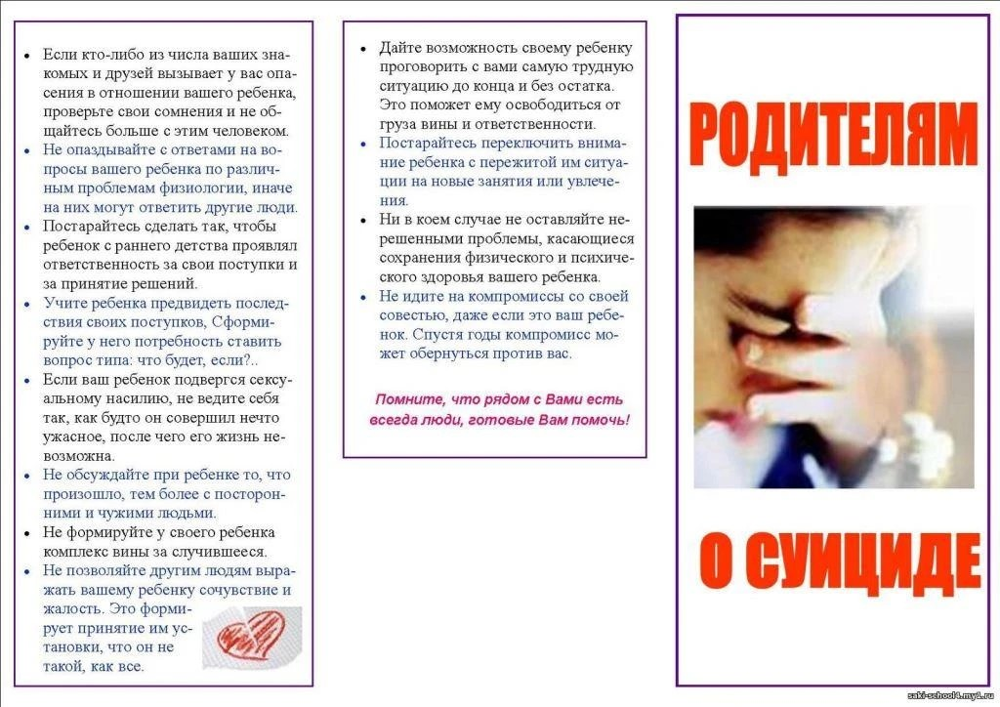 Если кто-либо из числа ваших зна-
комых и друзей вызывает у вас опа-
сения в отношении вашего ребенка,
проверьте свои сомнения и не об-
щайтесь больше с этим человеком.
Не опаздывайте с ответами на во-
просы вашего ребенка по различ-
ным проблемам физиологии, иначе
на них могут ответить другие люди.
Постарайтесь сделать так, чтобы
ребенок с раннего детства проявлял
ответственность за свои поступки и
за принятие решений.
Учите ребенка предвидеть послед-
ствия своих поступков, Сформи-
руйте у него потребность ставить
вопрос типа: что будет, если?..
Если ваш ребенок подвергся сексу-
альному насилию, не ведите себя
так, как будто он совершил нечто
ужасное, после чего его жизнь не-
возможна.
Не обсуждайте при ребенке то, что
произошло, тем более с посторон-
ними и чужими людьми.
Не формируйте у своего ребенка
комплекс вины за случившееся.
Не позволяйте другим людям выра-
жать вашему ребенку сочувствие и
жалость. Это форми-
рует принятие им ус-
тановки, что он не
такой, как все.
Дайте возможность своему ребенку
проговорить с вами самую трудную
ситуацию до конца и без остатка.
Это поможет ему освободиться от
груза вины и ответственности.
Постарайтесь переключить внима-
ние ребенка с пережитой им ситуа-
ции на новые занятия или увлече-
ния.
Ни в коем случае не оставляйте не-
решенными проблемы, касающиеся
сохранения физического и психиче-
ского здоровья вашего ребенка.
Не идите на компромиссы со своей
совестью, даже если это ваш ребе-
нок. Спустя годы компромисс мо-
жет обернуться против вас.
Помните, что рядом с Вами есть
всегда люди, готовые Вам помочь!
РОДИТЕЛЯМ
О СУИЦИДЕ
saki-school4.my1.ru